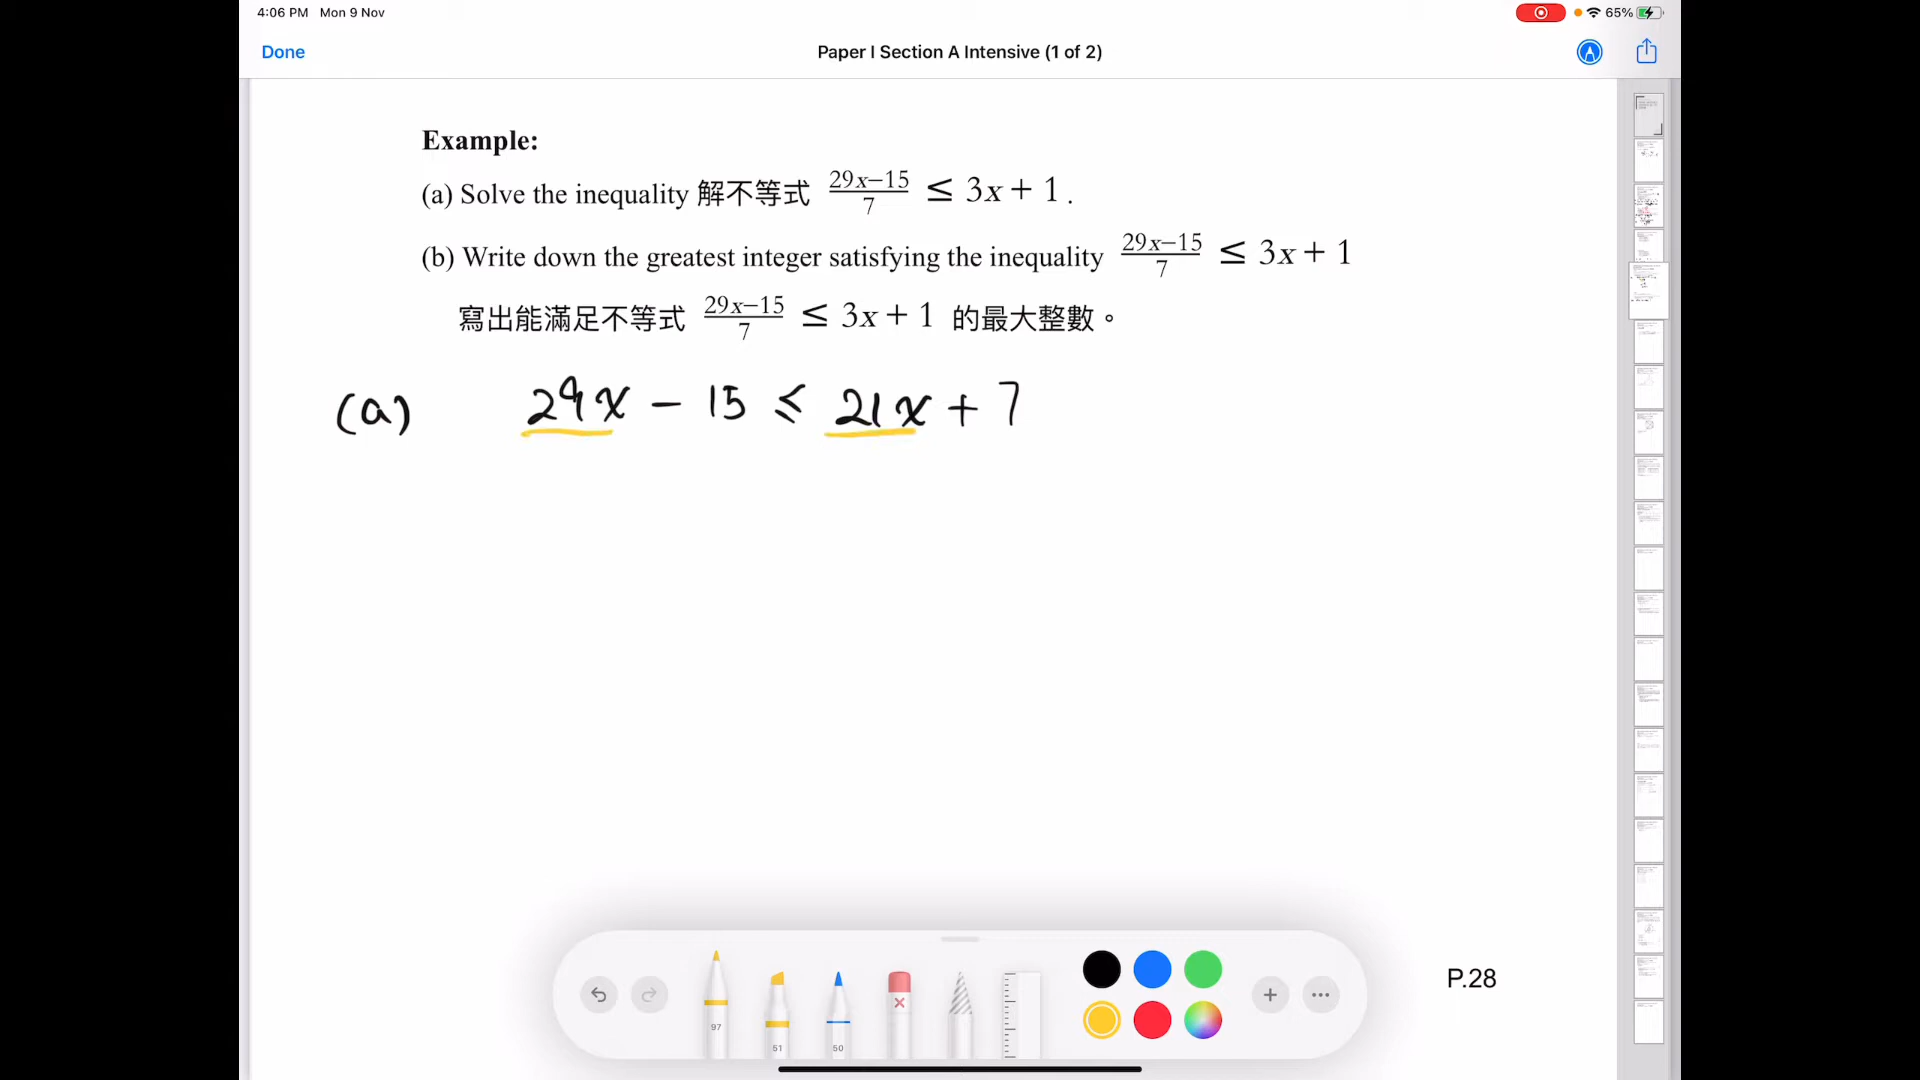 4:06 PM Mon 9 Nov 65%
Done Paper I Section A Intensive (1 of 2)
Example:
(a) Solve the inequality 解不等式 (29x−15)/7 ≤ 3x + 1 .
(b) Write down the greatest integer satisfying the inequality (29x−15)/7 ≤ 3x + 1
寫出能滿足不等式 (29x−15)/7 ≤ 3x + 1 的最大整數。
(a) 29x − 15 ≤ 21x + 7
97 51 50
P.28